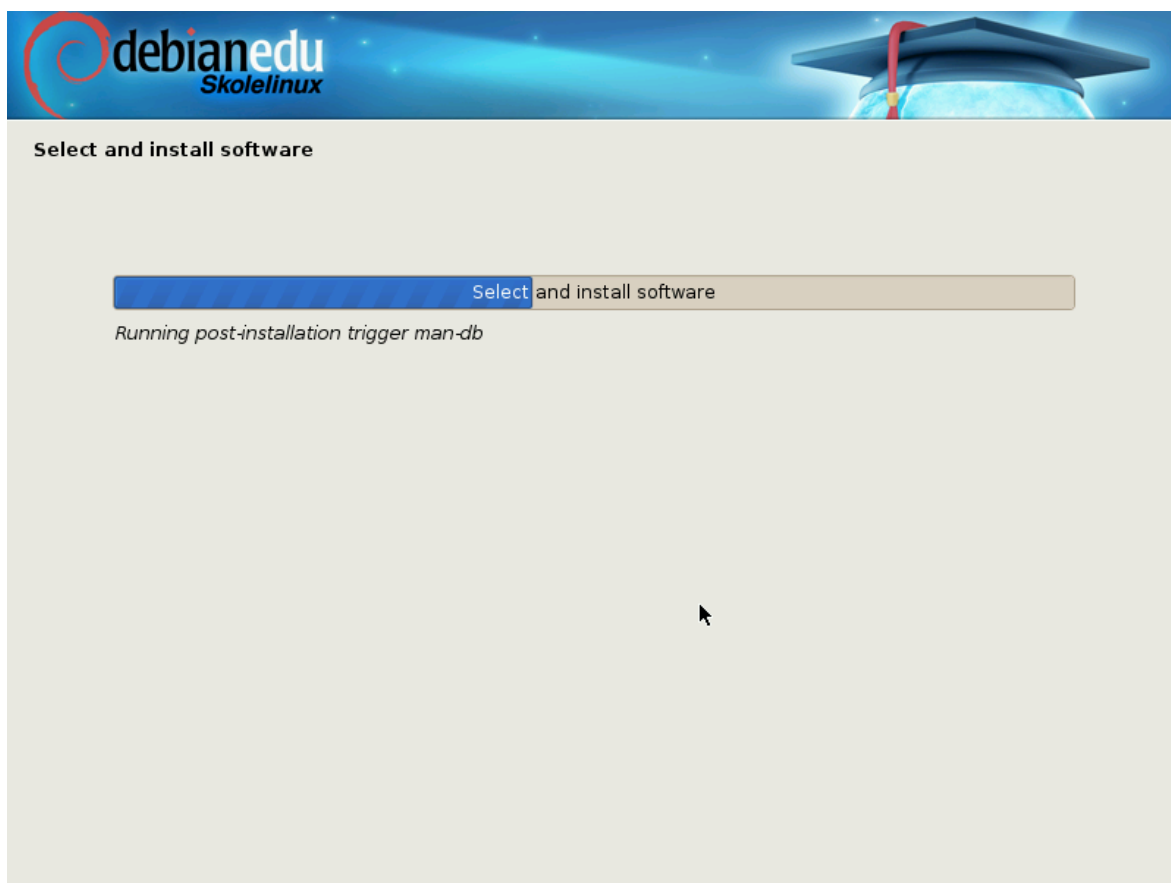 debianedu
Skolelinux
Select and install software
Select and install software
Running post-installation trigger man-db